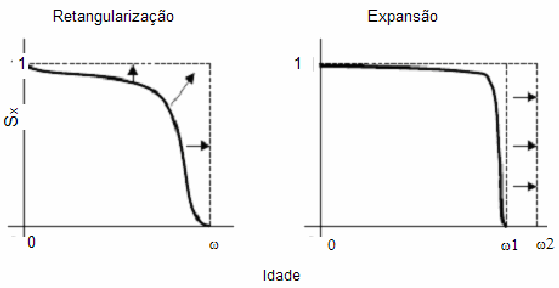 Retangularização
Expansão
1
1
Sx
0
ω
0
ω1
ω2
Idade